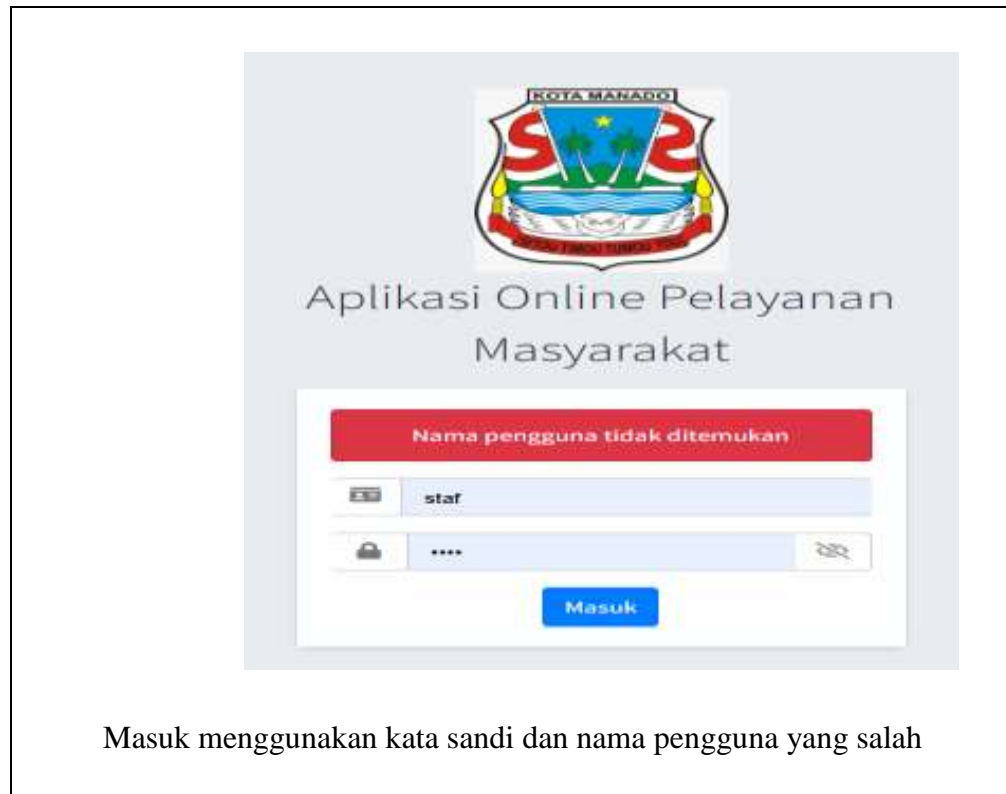 KOTA MANADO
Aplikasi Online Pelayanan
Masyarakat
Nama pengguna tidak ditemukan
staf
••••
Masuk
Masuk menggunakan kata sandi dan nama pengguna yang salah